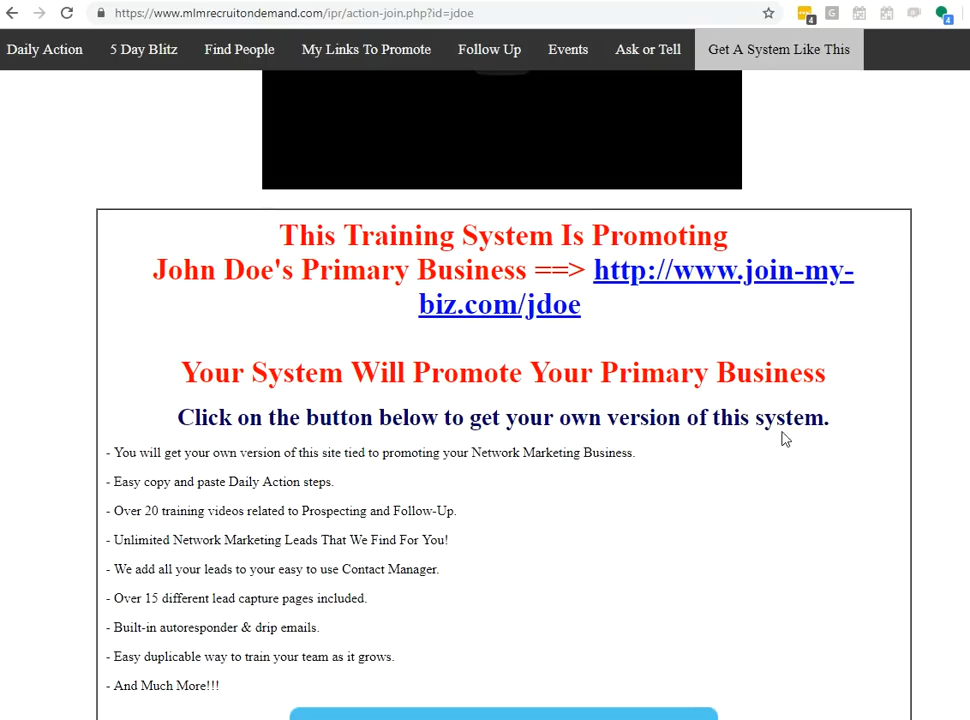 https://www.mlmrecruitondemand.com/ipr/action-join.php?id=jdoe
4
G
4
Daily Action 5 Day Blitz Find People My Links To Promote Follow Up Events Ask or Tell Get A System Like This
This Training System Is Promoting
John Doe's Primary Business ==> http://www.join-my-
biz.com/jdoe
Your System Will Promote Your Primary Business
Click on the button below to get your own version of this system.
- You will get your own version of this site tied to promoting your Network Marketing Business.
- Easy copy and paste Daily Action steps.
- Over 20 training videos related to Prospecting and Follow-Up.
- Unlimited Network Marketing Leads That We Find For You!
- We add all your leads to your easy to use Contact Manager.
- Over 15 different lead capture pages included.
- Built-in autoresponder & drip emails.
- Easy duplicable way to train your team as it grows.
- And Much More!!!